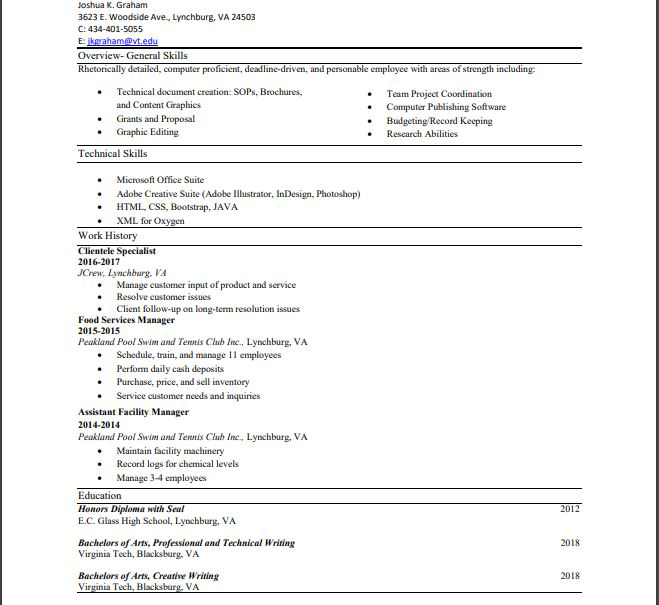 Joshua K. Graham
3623 E. Woodside Ave., Lynchburg, VA 24503
C: 434-401-5055
E: jkgraham@vt.edu
Overview- General Skills
Rhetorically detailed, computer proficient, deadline-driven, and personable employee with areas of strength including:
• Technical document creation: SOPs, Brochures,
and Content Graphics
• Grants and Proposal
• Graphic Editing
• Team Project Coordination
• Computer Publishing Software
• Budgeting/Record Keeping
• Research Abilities
Technical Skills
• Microsoft Office Suite
• Adobe Creative Suite (Adobe Illustrator, InDesign, Photoshop)
• HTML, CSS, Bootstrap, JAVA
• XML for Oxygen
Work History
Clientele Specialist
2016-2017
JCrew, Lynchburg, VA
• Manage customer input of product and service
• Resolve customer issues
• Client follow-up on long-term resolution issues
Food Services Manager
2015-2015
Peakland Pool Swim and Tennis Club Inc., Lynchburg, VA
• Schedule, train, and manage 11 employees
• Perform daily cash deposits
• Purchase, price, and sell inventory
• Service customer needs and inquiries
Assistant Facility Manager
2014-2014
Peakland Pool Swim and Tennis Club Inc., Lynchburg, VA
• Maintain facility machinery
• Record logs for chemical levels
• Manage 3-4 employees
Education
Honors Diploma with Seal 2012
E.C. Glass High School, Lynchburg, VA
Bachelors of Arts, Professional and Technical Writing 2018
Virginia Tech, Blacksburg, VA
Bachelors of Arts, Creative Writing 2018
Virginia Tech, Blacksburg, VA